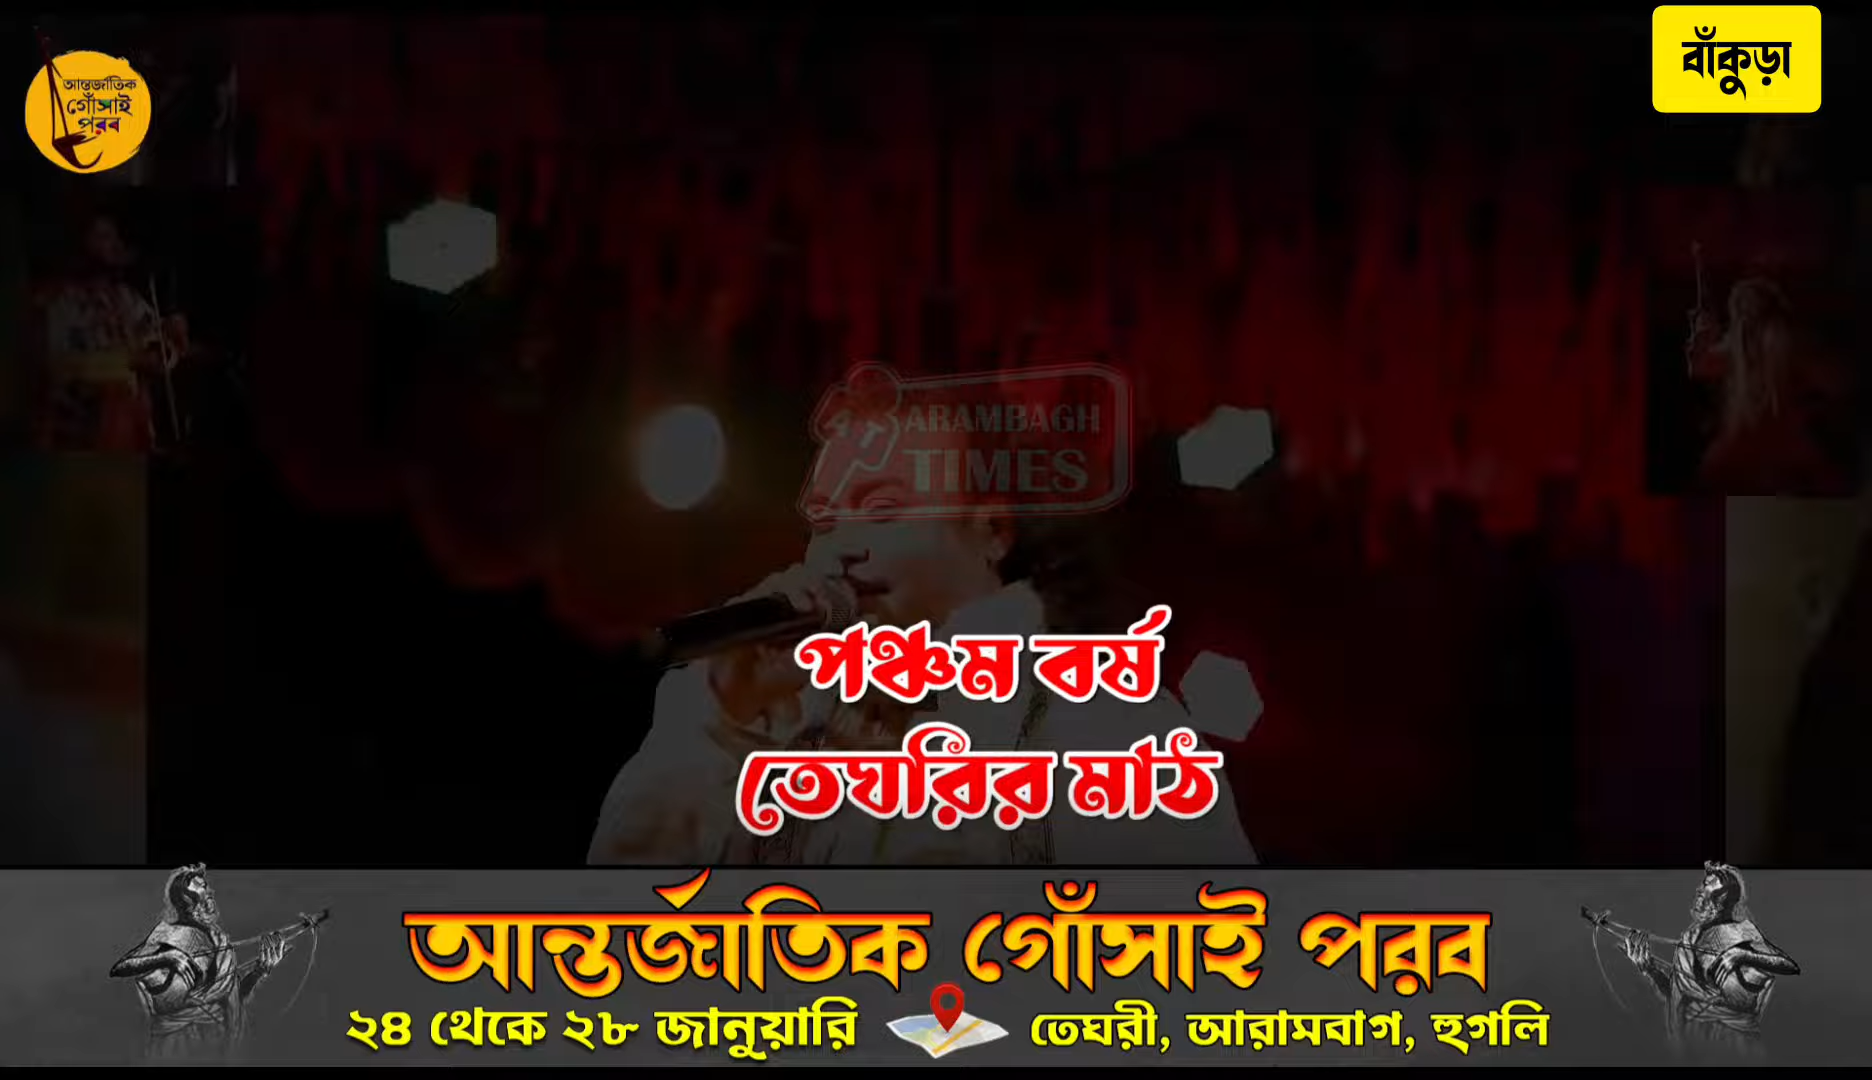 আন্তর্জাতিক
গোঁসাই
পরব
বাঁকুড়া
ARAMBAGH
TIMES
পঞ্চম বর্ষ
তেঘরির মাঠ
আন্তর্জাতিক গোঁসাই পরব
২৪ থেকে ২৮ জানুয়ারি
তেঘরী, আরামবাগ, হুগলি